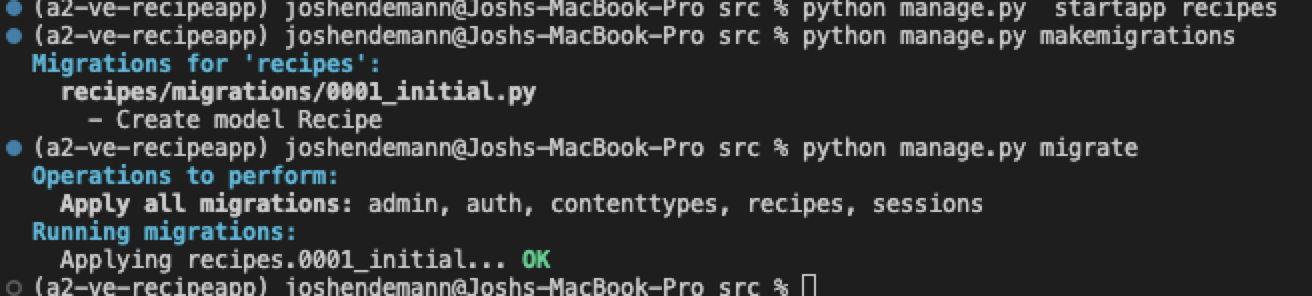 (a2-ve-recipeapp) joshendemann@Joshs-MacBook-Pro src % python manage.py  startapp recipes
(a2-ve-recipeapp) joshendemann@Joshs-MacBook-Pro src % python manage.py makemigrations
Migrations for 'recipes':
recipes/migrations/0001_initial.py
- Create model Recipe
(a2-ve-recipeapp) joshendemann@Joshs-MacBook-Pro src % python manage.py migrate
Operations to perform:
Apply all migrations: admin, auth, contenttypes, recipes, sessions
Running migrations:
Applying recipes.0001_initial... OK
(a2-ve-recipeapp) joshendemann@Joshs-MacBook-Pro src %